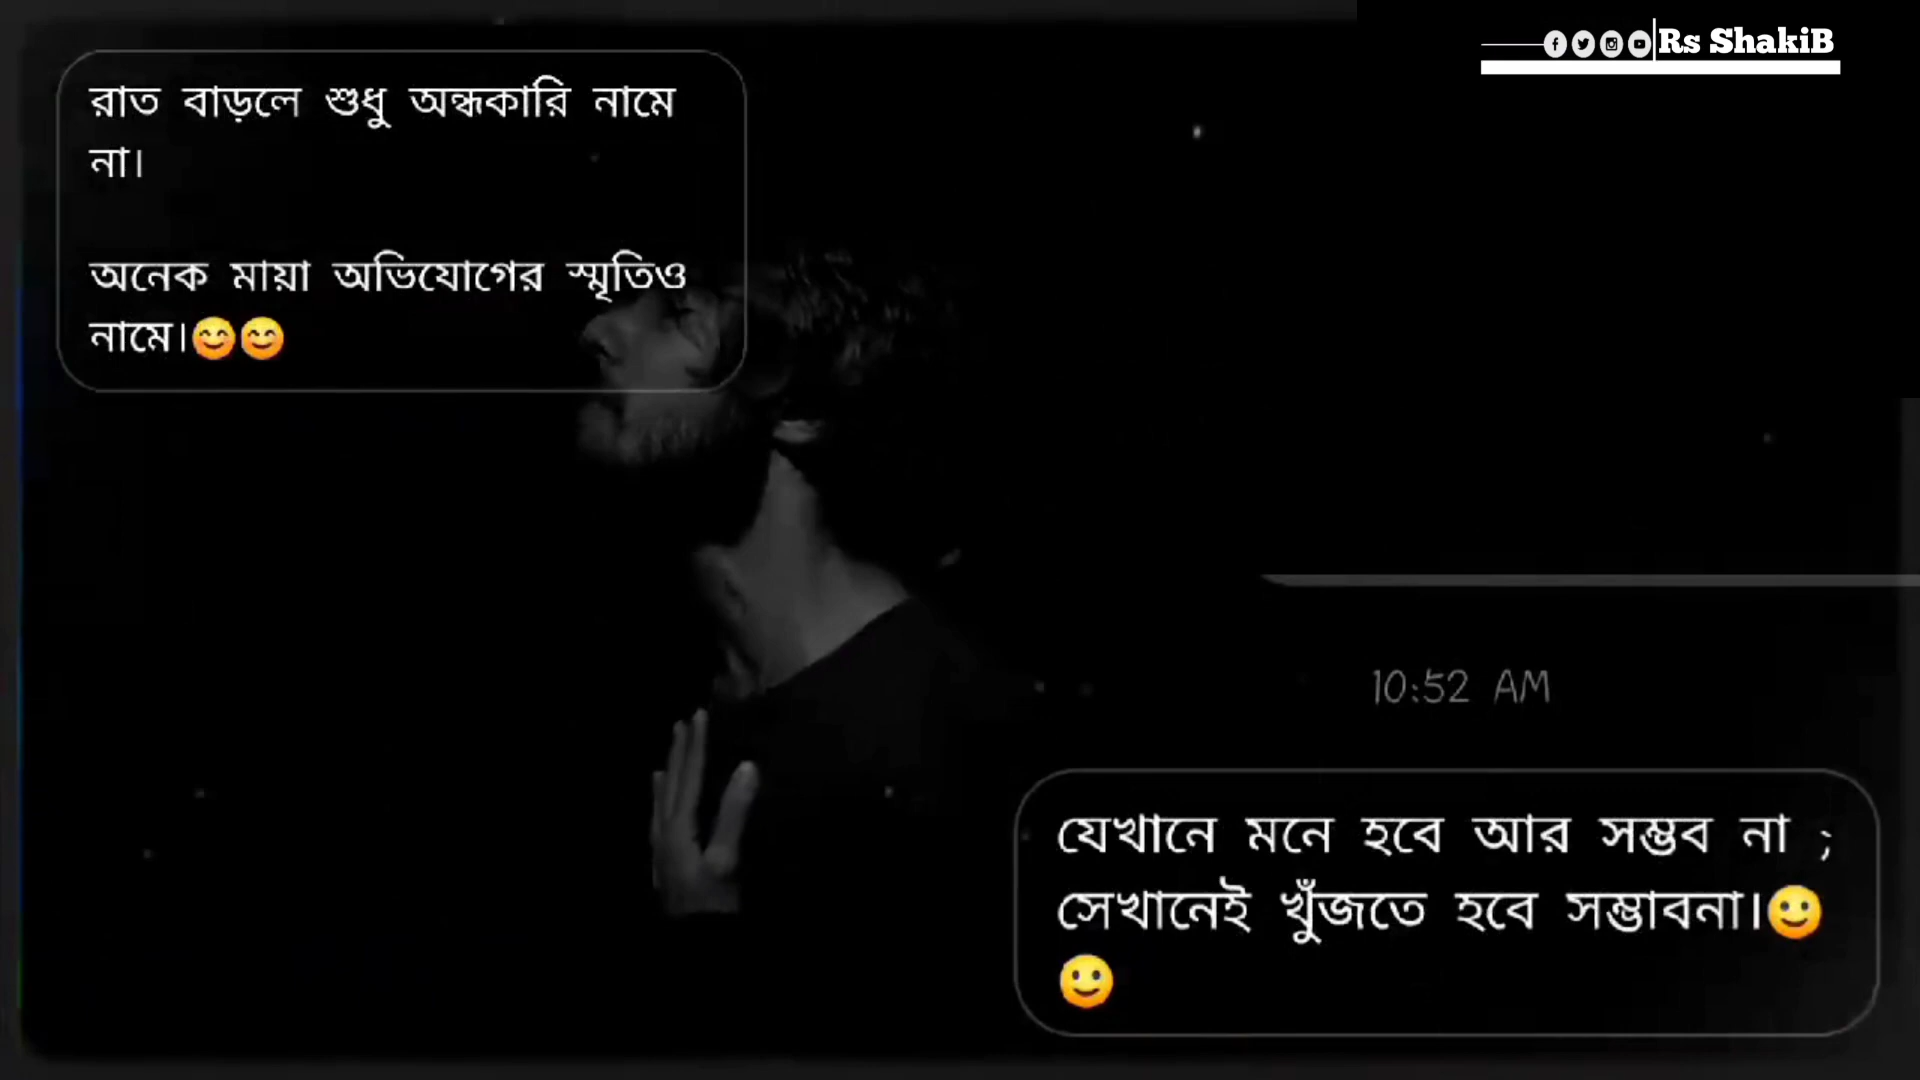 Rs ShakiB
রাত বাড়লে শুধু অন্ধকারি নামে
না।
অনেক মায়া অভিযোগের স্মৃতিও
নামে।😊😊
10:52 AM
যেখানে মনে হবে আর সম্ভব না ;
সেখানেই খুঁজতে হবে সম্ভাবনা।🙂
🙂